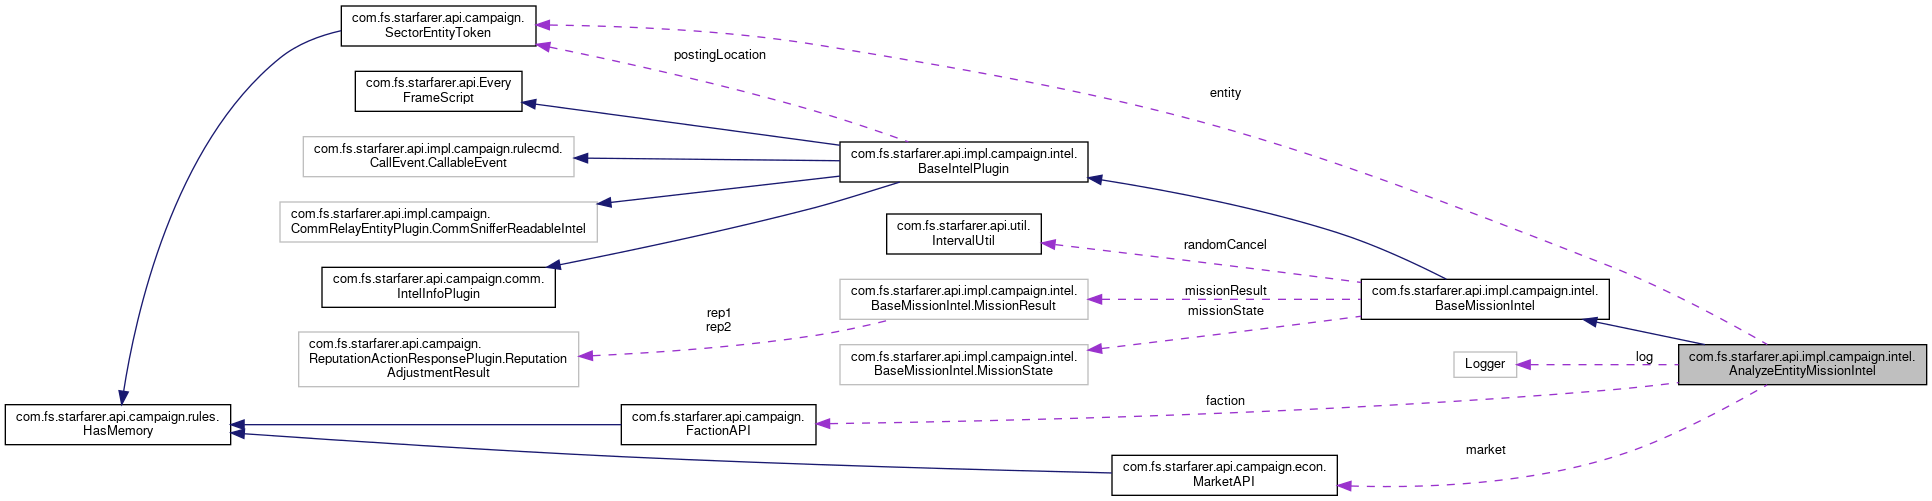 com.fs.starfarer.api.campaign.
SectorEntityToken
postingLocation
com.fs.starfarer.api.Every
FrameScript
entity
com.fs.starfarer.api.impl.campaign.rulecmd.
CallEvent.CallableEvent
com.fs.starfarer.api.impl.campaign.intel.
BaseIntelPlugin
com.fs.starfarer.api.impl.campaign.
CommRelayEntityPlugin.CommSnifferReadableIntel
com.fs.starfarer.api.util.
IntervalUtil
randomCancel
com.fs.starfarer.api.campaign.comm.
IntelInfoPlugin
com.fs.starfarer.api.impl.campaign.intel.
BaseMissionIntel.MissionResult
missionResult
missionState
com.fs.starfarer.api.impl.campaign.intel.
BaseMissionIntel
rep1
rep2
com.fs.starfarer.api.campaign.
ReputationActionResponsePlugin.Reputation
AdjustmentResult
com.fs.starfarer.api.impl.campaign.intel.
BaseMissionIntel.MissionState
Logger
log
com.fs.starfarer.api.impl.campaign.intel.
AnalyzeEntityMissionIntel
faction
com.fs.starfarer.api.campaign.rules.
HasMemory
com.fs.starfarer.api.campaign.
FactionAPI
market
com.fs.starfarer.api.campaign.econ.
MarketAPI